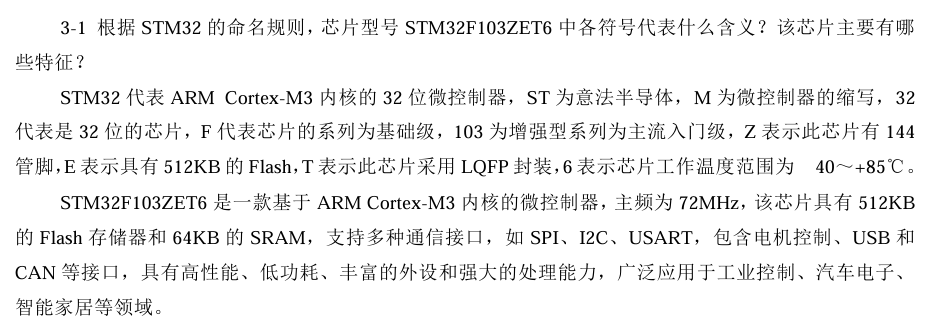 3-1 根据 STM32 的命名规则，芯片型号 STM32F103ZET6 中各符号代表什么含义？该芯片主要有哪
些特征？
STM32 代表 ARM Cortex-M3 内核的 32 位微控制器，ST 为意法半导体，M 为微控制器的缩写，32
代表是 32 位的芯片，F 代表芯片的系列为基础级，103 为增强型系列为主流入门级，Z 表示此芯片有 144
管脚，E 表示具有 512KB 的 Flash，T 表示此芯片采用 LQFP 封装，6 表示芯片工作温度范围为 40～+85℃。
STM32F103ZET6 是一款基于 ARM Cortex-M3 内核的微控制器，主频为 72MHz，该芯片具有 512KB
的 Flash 存储器和 64KB 的 SRAM，支持多种通信接口，如 SPI、I2C、USART，包含电机控制、USB 和
CAN 等接口，具有高性能、低功耗、丰富的外设和强大的处理能力，广泛应用于工业控制、汽车电子、
智能家居等领域。